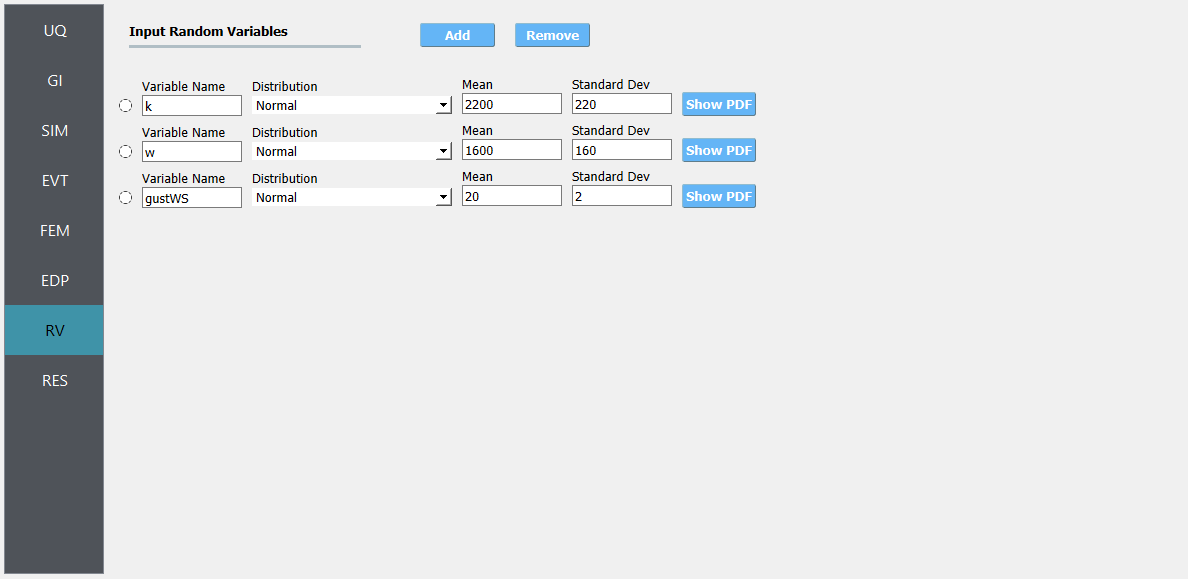 UQ
GI
SIM
EVT
FEM
EDP
RV
RES
Input Random Variables Add Remove
Variable Name Distribution Mean Standard Dev
k Normal 2200 220 Show PDF
Variable Name Distribution Mean Standard Dev
w Normal 1600 160 Show PDF
Variable Name Distribution Mean Standard Dev
gustWS Normal 20 2 Show PDF